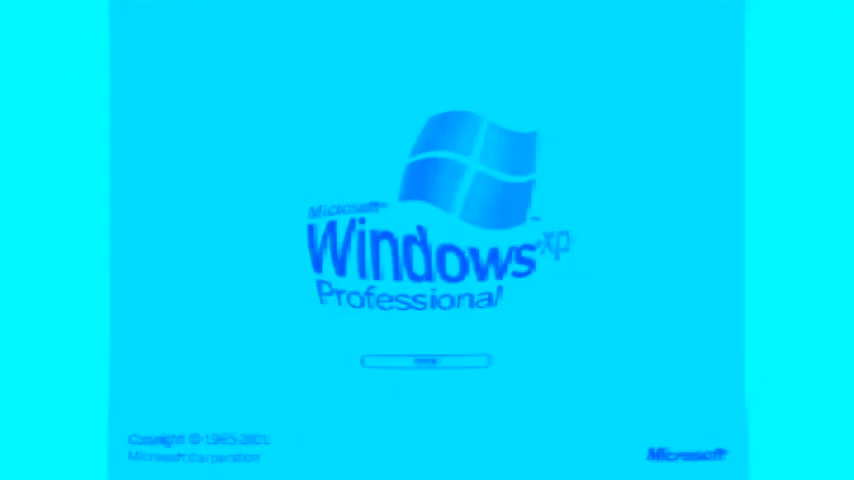 Microsoft
Windows xp
Professional
Copyright © 1985-2001
Microsoft Corporation
Microsoft